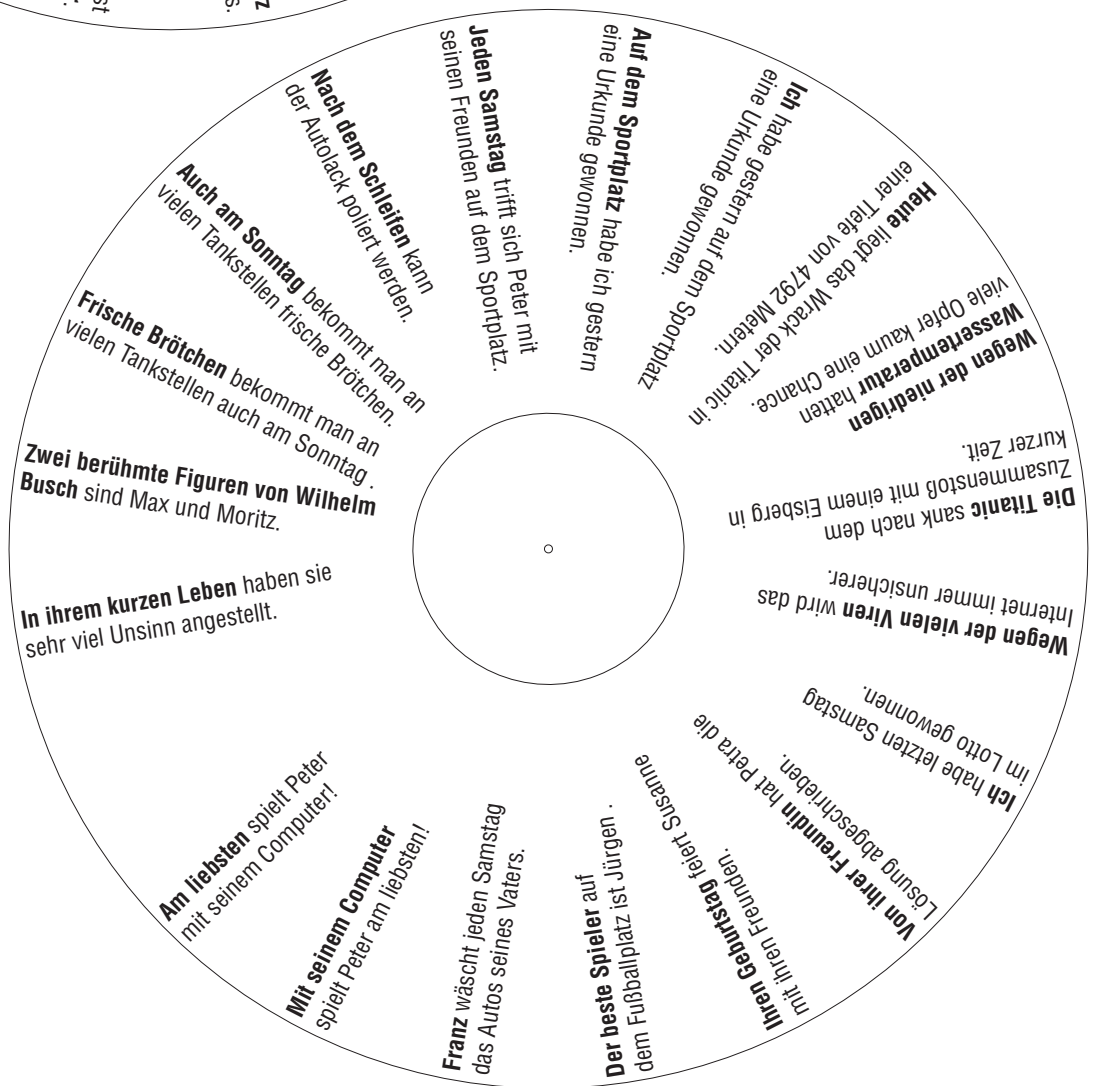 st
s.
z
Jeden Samstag trifft sich Peter mit
seinen Freunden auf dem Sportplatz.
Auf dem Sportplatz habe ich gestern
eine Urkunde gewonnen.
Ich habe gestern auf dem Sportplatz
eine Urkunde gewonnen.
Heute liegt das Wrack der Titanic in
einer Tiefe von 4792 Metern.
Wegen der niedrigen
Wassertemperatur hatten
viele Opfer kaum eine Chance.
Die Titanic sank nach dem
Zusammenstoß mit einem Eisberg in
kurzer Zeit.
Wegen der vielen Viren wird das
Internet immer unsicherer.
Ich habe letzten Samstag
im Lotto gewonnen.
Von ihrer Freundin hat Petra die
Lösung abgeschrieben.
Ihren Geburtstag feiert Susanne
mit ihren Freunden.
Der beste Spieler auf
dem Fußballplatz ist Jürgen .
Franz wäscht jeden Samstag
das Autos seines Vaters.
Mit seinem Computer
spielt Peter am liebsten!
Am liebsten spielt Peter
mit seinem Computer!
In ihrem kurzen Leben haben sie
sehr viel Unsinn angestellt.
Zwei berühmte Figuren von Wilhelm
Busch sind Max und Moritz.
Frische Brötchen bekommt man an
vielen Tankstellen auch am Sonntag .
Auch am Sonntag bekommt man an
vielen Tankstellen frische Brötchen.
Nach dem Schleifen kann
der Autolack poliert werden.